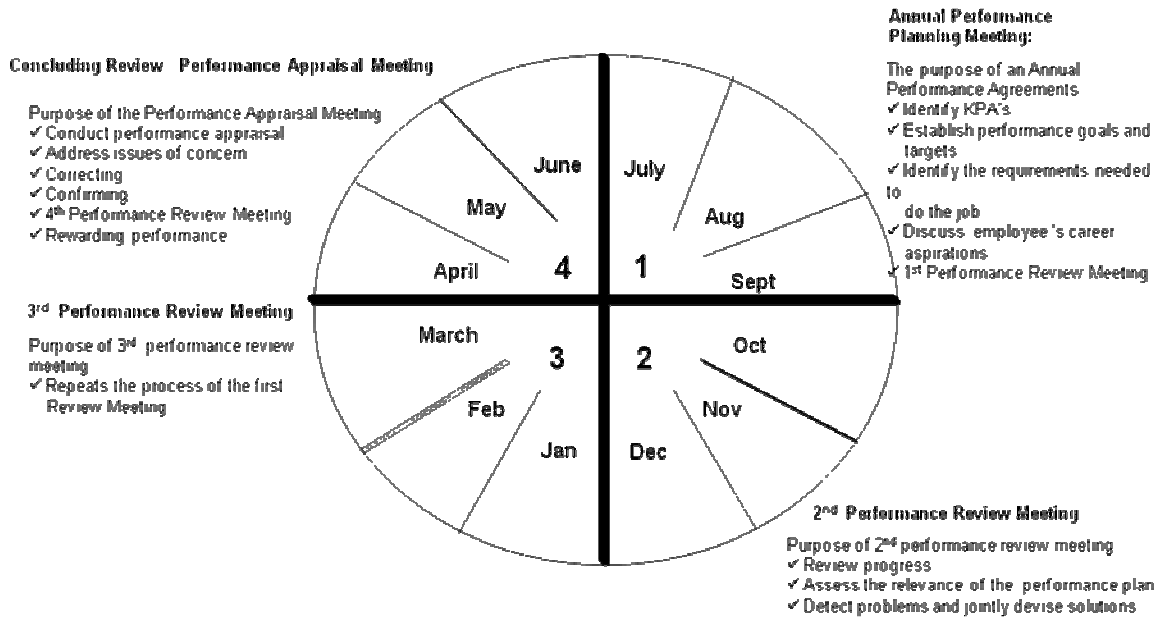 Annual Performance
Planning Meeting:
The purpose of an Annual
Performance Agreements
✓ Identify KPA's
✓ Establish performance goals and
targets
✓ Identify the requirements needed
to
do the job
✓ Discuss employee's career
aspirations
✓ 1st Performance Review Meeting
Concluding Review Performance Appraisal Meeting
Purpose of the Performance Appraisal Meeting
✓ Conduct performance appraisal
✓ Address issues of concern
✓ Correcting
✓ Confirming
✓ 4th Performance Review Meeting
✓ Rewarding performance
June
July
May
Aug
April
4
1
Sept
3rd Performance Review Meeting
Purpose of 3rd performance review
meeting
✓ Repeats the process of the first
Review Meeting
March
3
2
Oct
Feb
Nov
Jan
Dec
2nd Performance Review Meeting
Purpose of 2nd performance review meeting
✓ Review progress
✓ Assess the relevance of the performance plan
✓ Detect problems and jointly devise solutions